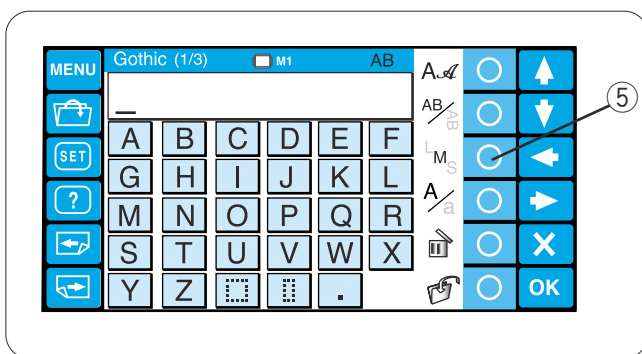 MENU Gothic (1/3) M1 AB A A
_
AB AB
SET A B C D E F L M S
G H I J K L
? M N O P Q R A/a
S T U V W X
Y Z . OK
5